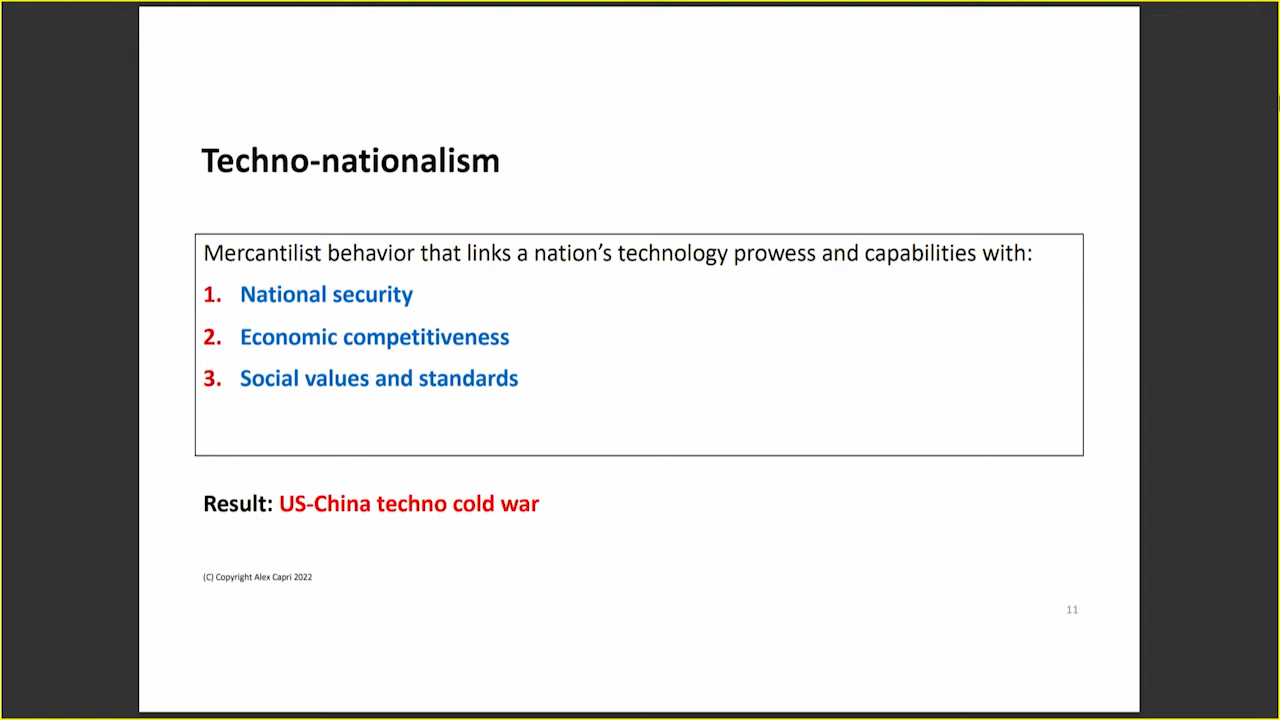 Techno-nationalism
Mercantilist behavior that links a nation’s technology prowess and capabilities with:
1. National security
2. Economic competitiveness
3. Social values and standards
Result: US-China techno cold war
(C) Copyright Alex Capri 2022
11